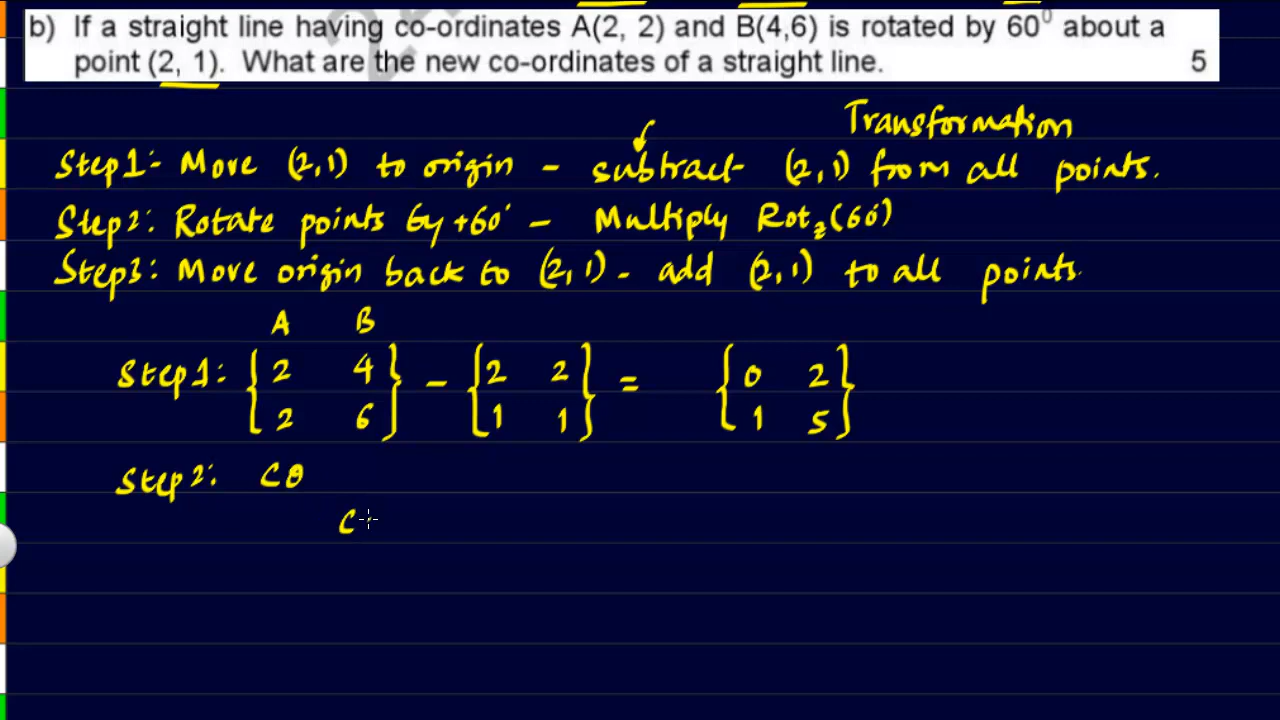 b) If a straight line having co-ordinates A(2, 2) and B(4,6) is rotated by 60⁰ about a
point (2, 1). What are the new co-ordinates of a straight line. 5
Transformation
Step1:- Move (2,1) to origin - subtract (2,1) from all points.
Step2: Rotate points by +60° - Multiply Rot z (60°)
Step3: Move origin back to (2,1) - add (2,1) to all points.
A B
Step1: { 2 4 } - { 2 2 } = { 0 2 }
2 6 1 1 1 5
Step2: cθ
c